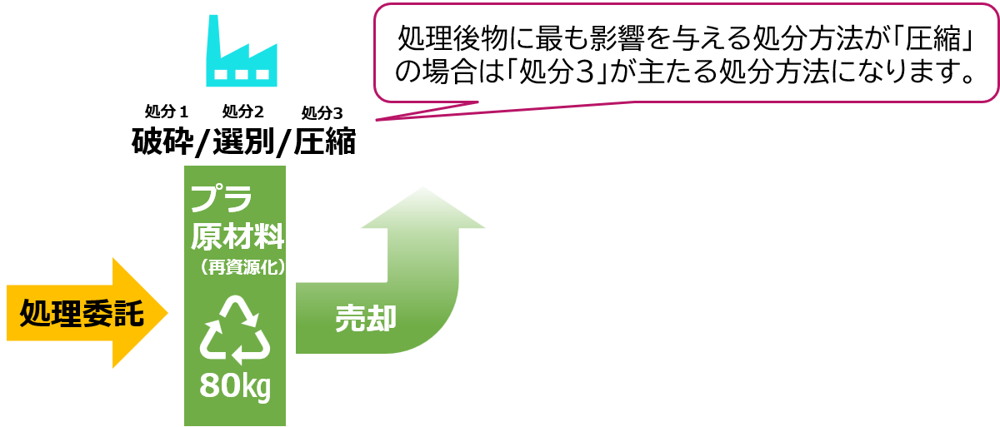 処理後物に最も影響を与える処分方法が「圧縮」
の場合は「処分３」が主たる処分方法になります。
処分１ 処分2 処分3
破砕/選別/圧縮
プラ
原材料
（再資源化）
処理委託
売却
80㎏